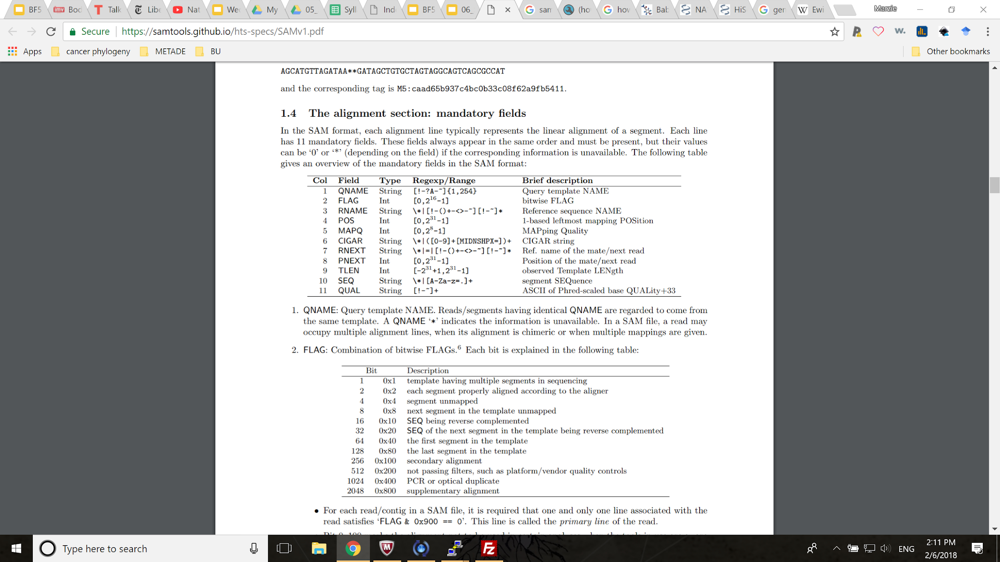 BF5 Boc Talk Libe Nat We My 05_ Syll Ind BF5 06_ san (ho hov Bab NA HiS ger Ewi Marzie
Secure https://samtools.github.io/hts-specs/SAMv1.pdf
Apps cancer phylogeny METADE BU Other bookmarks
AGCATGTTAGATAA**GATAGCTGTGCTAGTAGGCAGTCAGCGCCAT
and the corresponding tag is M5:caad65b937c4bc0b33c08f62a9fb5411.
1.4 The alignment section: mandatory fields
In the SAM format, each alignment line typically represents the linear alignment of a segment. Each line
has 11 mandatory fields. These fields always appear in the same order and must be present, but their values
can be ‘0’ or ‘*’ (depending on the field) if the corresponding information is unavailable. The following table
gives an overview of the mandatory fields in the SAM format:
Col Field Type Regexp/Range Brief description
1 QNAME String [!-?A-~]{1,254} Query template NAME
2 FLAG Int [0,2^16-1] bitwise FLAG
3 RNAME String \*|[!-()+-<>-~][!-~]* Reference sequence NAME
4 POS Int [0,2^31-1] 1-based leftmost mapping POSition
5 MAPQ Int [0,2^8-1] MAPping Quality
6 CIGAR String \*|([0-9]+[MIDNSHPX=])+ CIGAR string
7 RNEXT String \*|=|[!-()+-<>-~][!-~]* Ref. name of the mate/next read
8 PNEXT Int [0,2^31-1] Position of the mate/next read
9 TLEN Int [-2^31+1,2^31-1] observed Template LENgth
10 SEQ String \*|[A-Za-z=.]+ segment SEQuence
11 QUAL String [!-~]+ ASCII of Phred-scaled base QUALity+33
1. QNAME: Query template NAME. Reads/segments having identical QNAME are regarded to come from
the same template. A QNAME ‘*’ indicates the information is unavailable. In a SAM file, a read may
occupy multiple alignment lines, when its alignment is chimeric or when multiple mappings are given.
2. FLAG: Combination of bitwise FLAGs.6 Each bit is explained in the following table:
Bit Description
1 0x1 template having multiple segments in sequencing
2 0x2 each segment properly aligned according to the aligner
4 0x4 segment unmapped
8 0x8 next segment in the template unmapped
16 0x10 SEQ being reverse complemented
32 0x20 SEQ of the next segment in the template being reverse complemented
64 0x40 the first segment in the template
128 0x80 the last segment in the template
256 0x100 secondary alignment
512 0x200 not passing filters, such as platform/vendor quality controls
1024 0x400 PCR or optical duplicate
2048 0x800 supplementary alignment
• For each read/contig in a SAM file, it is required that one and only one line associated with the
read satisfies ‘FLAG & 0x900 == 0’. This line is called the primary line of the read.
Type here to search ENG 2:11 PM
2/6/2018